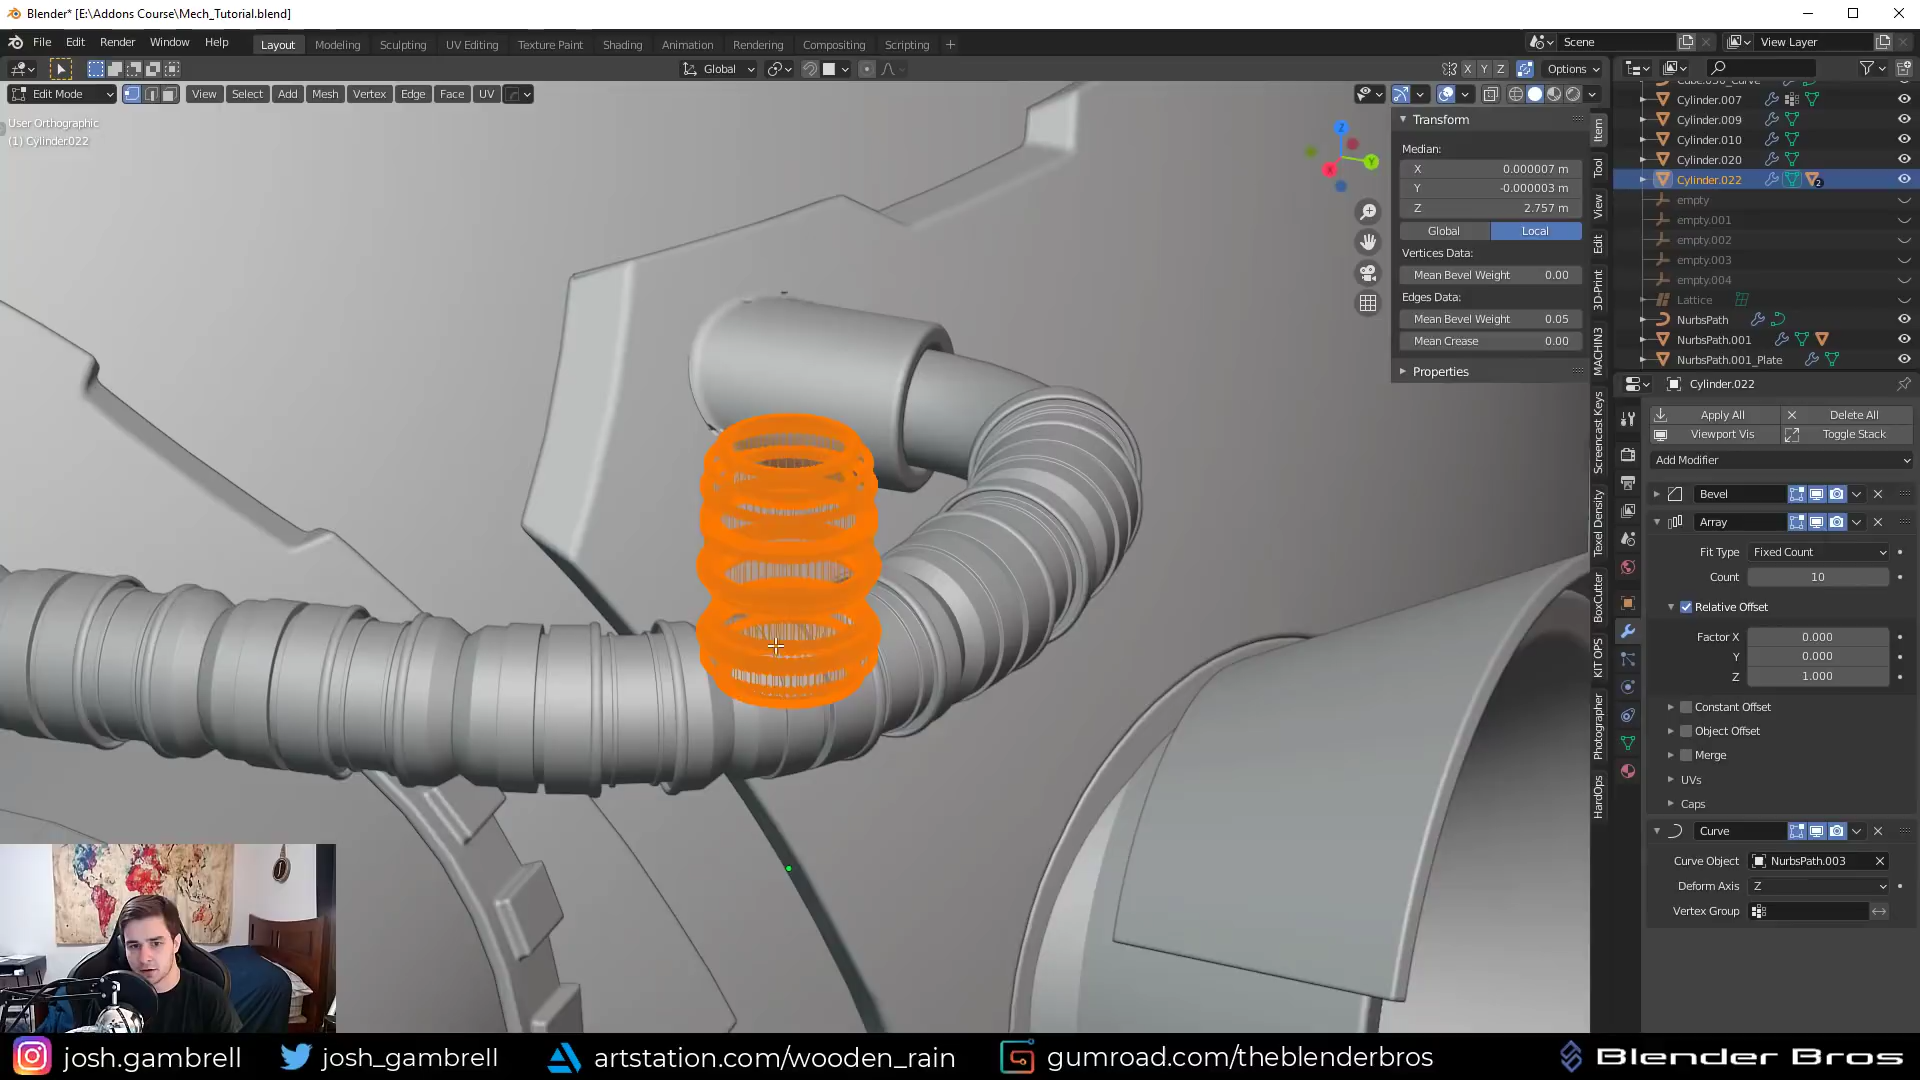 Blender* [E:\Addons Course\Mech_Tutorial.blend]
File Edit Render Window Help Layout Modeling Sculpting UV Editing Texture Paint Shading Animation Rendering Compositing Scripting + Scene View Layer
Global X Y Z Options
Edit Mode View Select Add Mesh Vertex Edge Face UV
User Orthographic
(1) Cylinder.022
Z
Y
X
Transform
Median:
X 0.000007 m
Y -0.000003 m
Z 2.757 m
Global Local
Vertices Data:
Mean Bevel Weight 0.00
Edges Data:
Mean Bevel Weight 0.05
Mean Crease 0.00
Properties
Item
Tool
View
Edit
3D-Print
MACHIN3
Screencast Keys
Texel Density
BoxCutter
KIT OPS
Photographer
HardOps
Cube.036_Curve
Cylinder.007
Cylinder.009
Cylinder.010
Cylinder.020
Cylinder.022 2
empty
empty.001
empty.002
empty.003
empty.004
Lattice
NurbsPath
NurbsPath.001
NurbsPath.001_Plate
Cylinder.022
Apply All Delete All
Viewport Vis Toggle Stack
Add Modifier
Bevel
Array
Fit Type Fixed Count
Count 10
Relative Offset
Factor X 0.000
Y 0.000
Z 1.000
Constant Offset
Object Offset
Merge
UVs
Caps
Curve
Curve Object NurbsPath.003
Deform Axis Z
Vertex Group
josh.gambrell josh_gambrell artstation.com/wooden_rain gumroad.com/theblenderbros Blender Bros